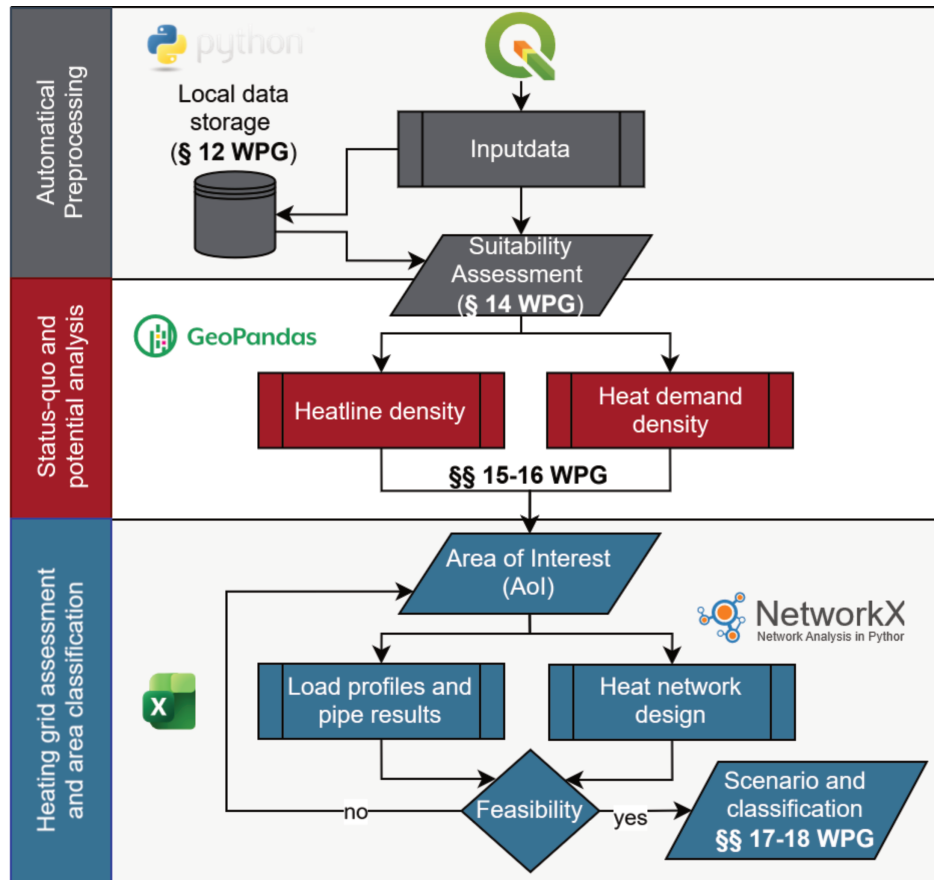 Automatical
Preprocessing
python
Local data
storage
(§ 12 WPG)
Inputdata
Suitability
Assessment
(§ 14 WPG)
Status-quo and
potential analysis
GeoPandas
Heatline density
Heat demand
density
§§ 15-16 WPG
Heating grid assessment
and area classification
Area of Interest
(AoI)
NetworkX
Network Analysis in Pythor
X
Load profiles and
pipe results
Heat network
design
Feasibility
no
yes
Scenario and
classification
§§ 17-18 WPG